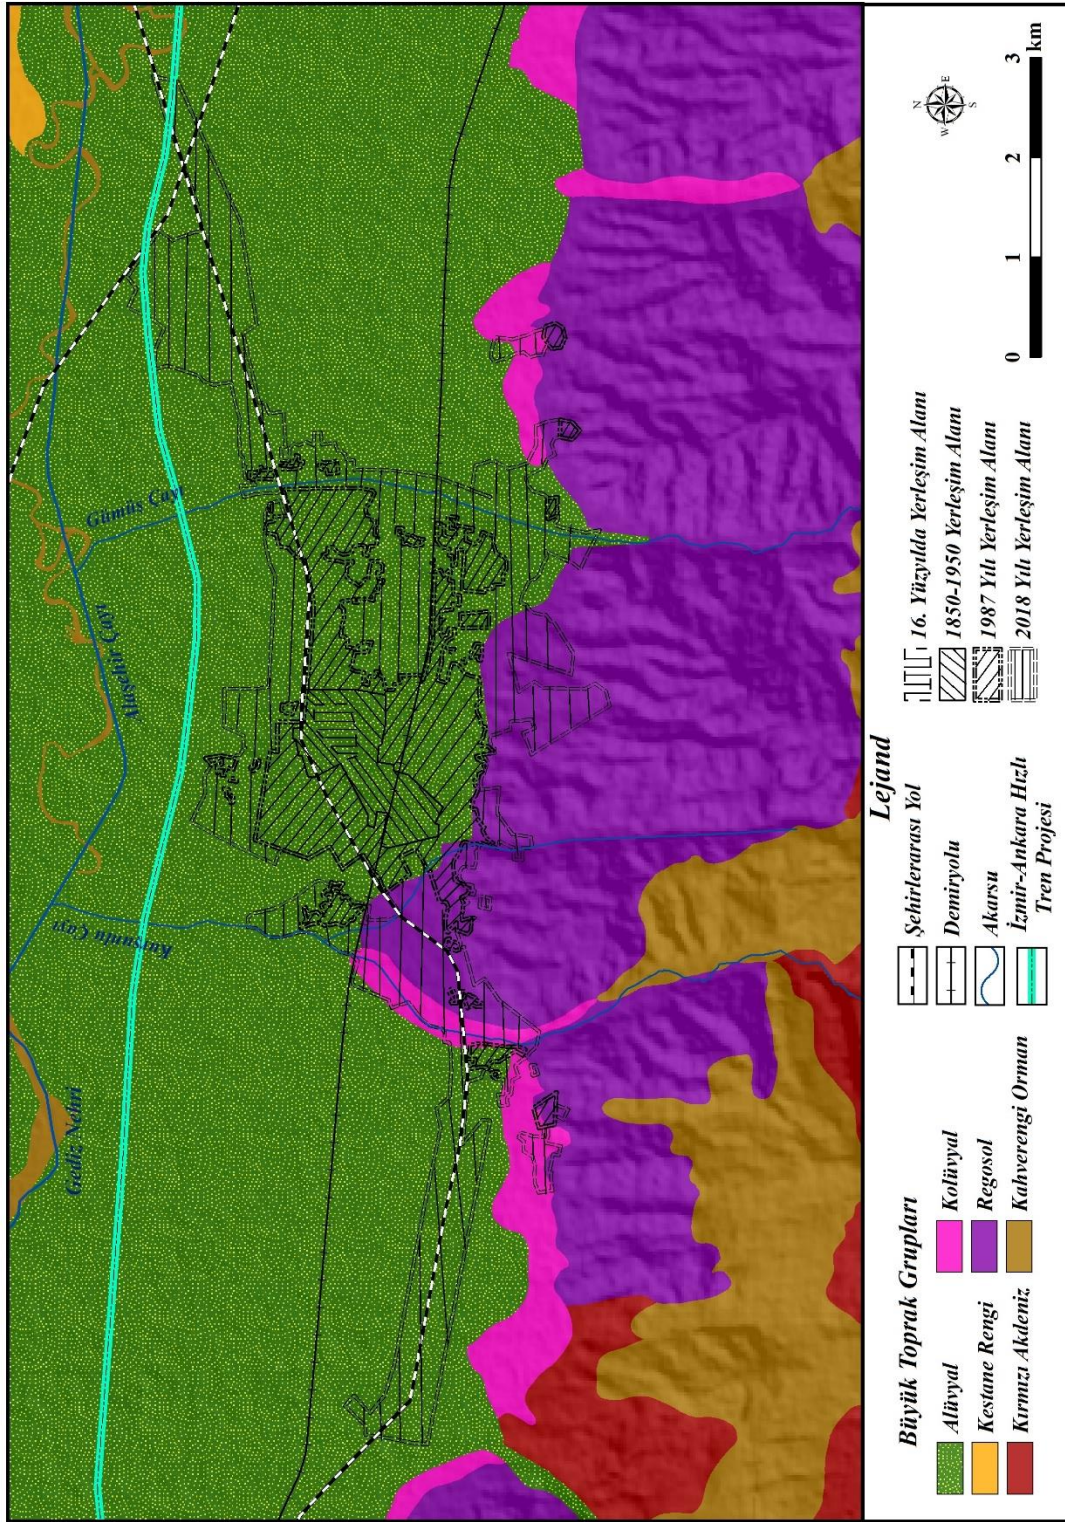 Gediz Nehri
Kurşunlu Çayı
Alaşehir Çayı
Gümüş Çayı
Lejand
Büyük Toprak Grupları
Alüvyal
Kestane Rengi
Kırmızı Akdeniz
Kolüvyal
Regosol
Kahverengi Orman
Şehirlerarası Yol
Demiryolu
Akarsu
İzmir-Ankara Hızlı
Tren Projesi
16. Yüzyılda Yerleşim Alanı
1850-1950 Yerleşim Alanı
1987 Yılı Yerleşim Alanı
2018 Yılı Yerleşim Alanı
N
W E
S
0 1 2 3
km